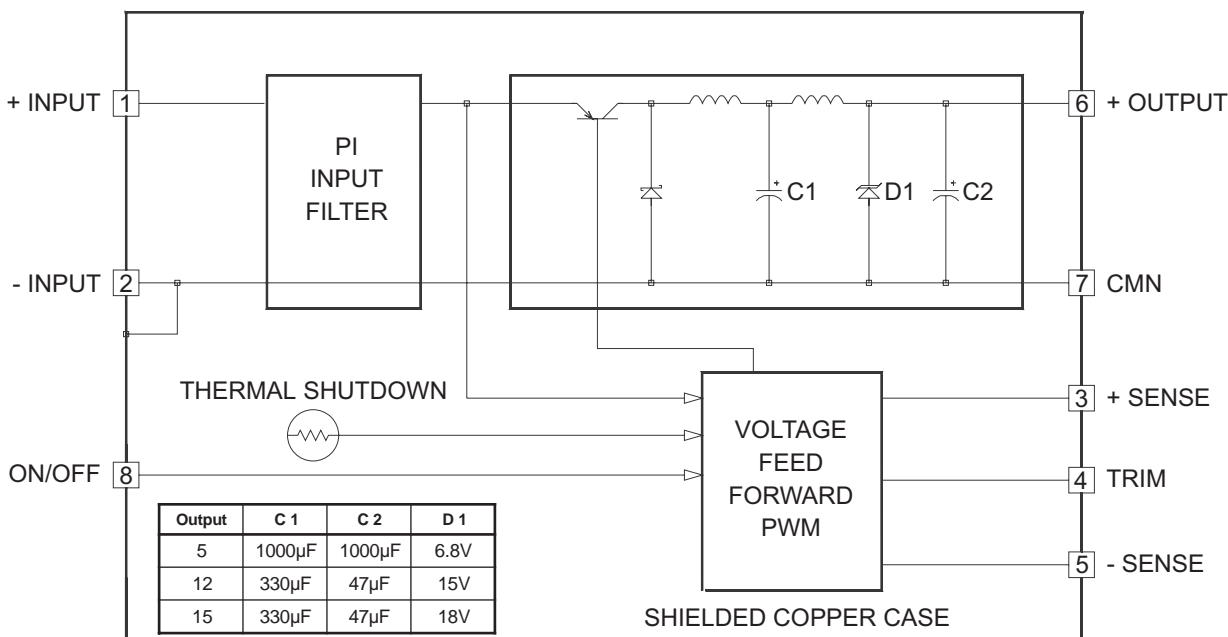 + INPUT 1
PI
INPUT
FILTER
6 + OUTPUT
C1
D1
C2
- INPUT 2
7 CMN
THERMAL SHUTDOWN
3 + SENSE
VOLTAGE
FEED
FORWARD
PWM
ON/OFF 8
4 TRIM
5 - SENSE
Output C 1 C 2 D 1
5 1000µF 1000µF 6.8V
12 330µF 47µF 15V
15 330µF 47µF 18V
SHIELDED COPPER CASE